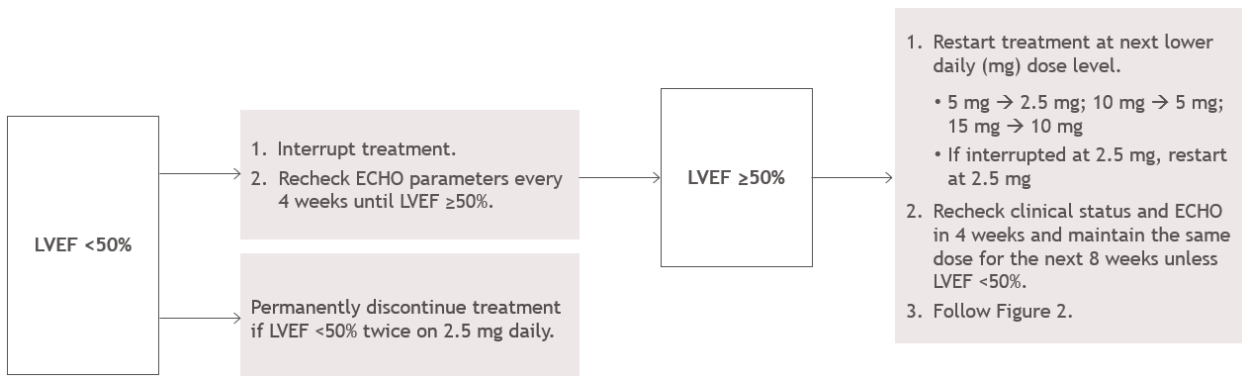 LVEF <50%
1. Interrupt treatment.
2. Recheck ECHO parameters every
4 weeks until LVEF ≥50%.
Permanently discontinue treatment
if LVEF <50% twice on 2.5 mg daily.
LVEF ≥50%
1. Restart treatment at next lower
daily (mg) dose level.
• 5 mg → 2.5 mg; 10 mg → 5 mg;
15 mg → 10 mg
• If interrupted at 2.5 mg, restart
at 2.5 mg
2. Recheck clinical status and ECHO
in 4 weeks and maintain the same
dose for the next 8 weeks unless
LVEF <50%.
3. Follow Figure 2.